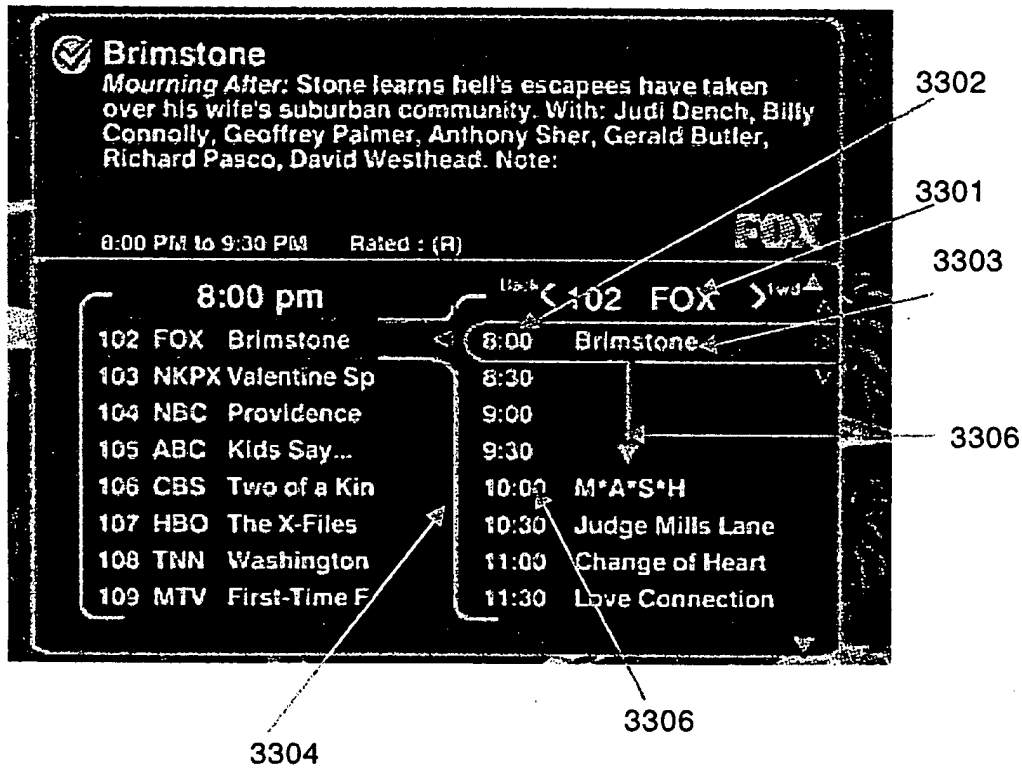 Brimstone
Mourning After: Stone learns hell's escapees have taken
over his wife's suburban community. With: Judi Dench, Billy
Connolly, Geoffrey Palmer, Anthony Sher, Gerald Butler,
Richard Pasco, David Westhead. Note:
8:00 PM to 9:30 PM Rated : (R)
FOX
8:00 pm
102 FOX Brimstone
103 NKPX Valentine Sp
104 NBC Providence
105 ABC Kids Say...
106 CBS Two of a Kin
107 HBO The X-Files
108 TNN Washington
109 MTV First-Time F
Back < 102 FOX > Fwd
8:00 Brimstone
8:30
9:00
9:30
10:00 M*A*S*H
10:30 Judge Mills Lane
11:00 Change of Heart
11:30 Love Connection
3302
3301
3303
3306
3306
3304